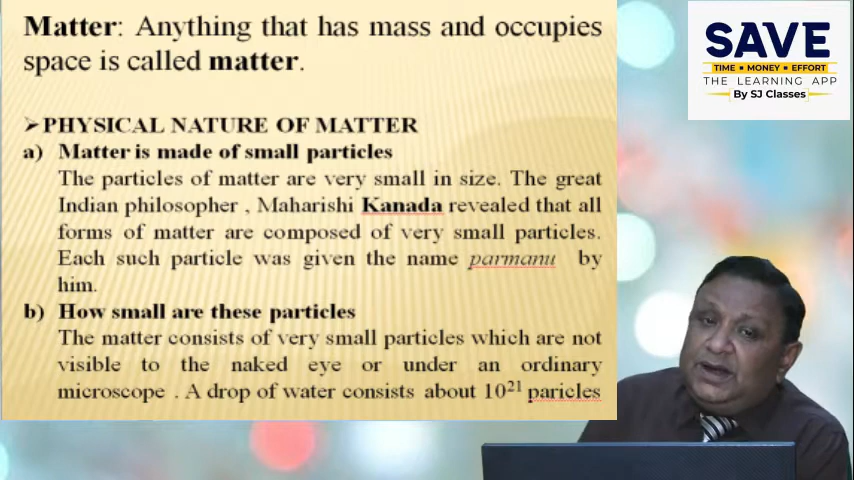 Matter: Anything that has mass and occupies
space is called matter.
➢PHYSICAL NATURE OF MATTER
a) Matter is made of small particles
The particles of matter are very small in size. The great
Indian philosopher , Maharishi Kanada revealed that all
forms of matter are composed of very small particles.
Each such particle was given the name parmanu by
him.
b) How small are these particles
The matter consists of very small particles which are not
visible to the naked eye or under an ordinary
microscope . A drop of water consists about 10²¹ paricles
SAVE
TIME ▪ MONEY ▪ EFFORT
THE LEARNING APP
By SJ Classes